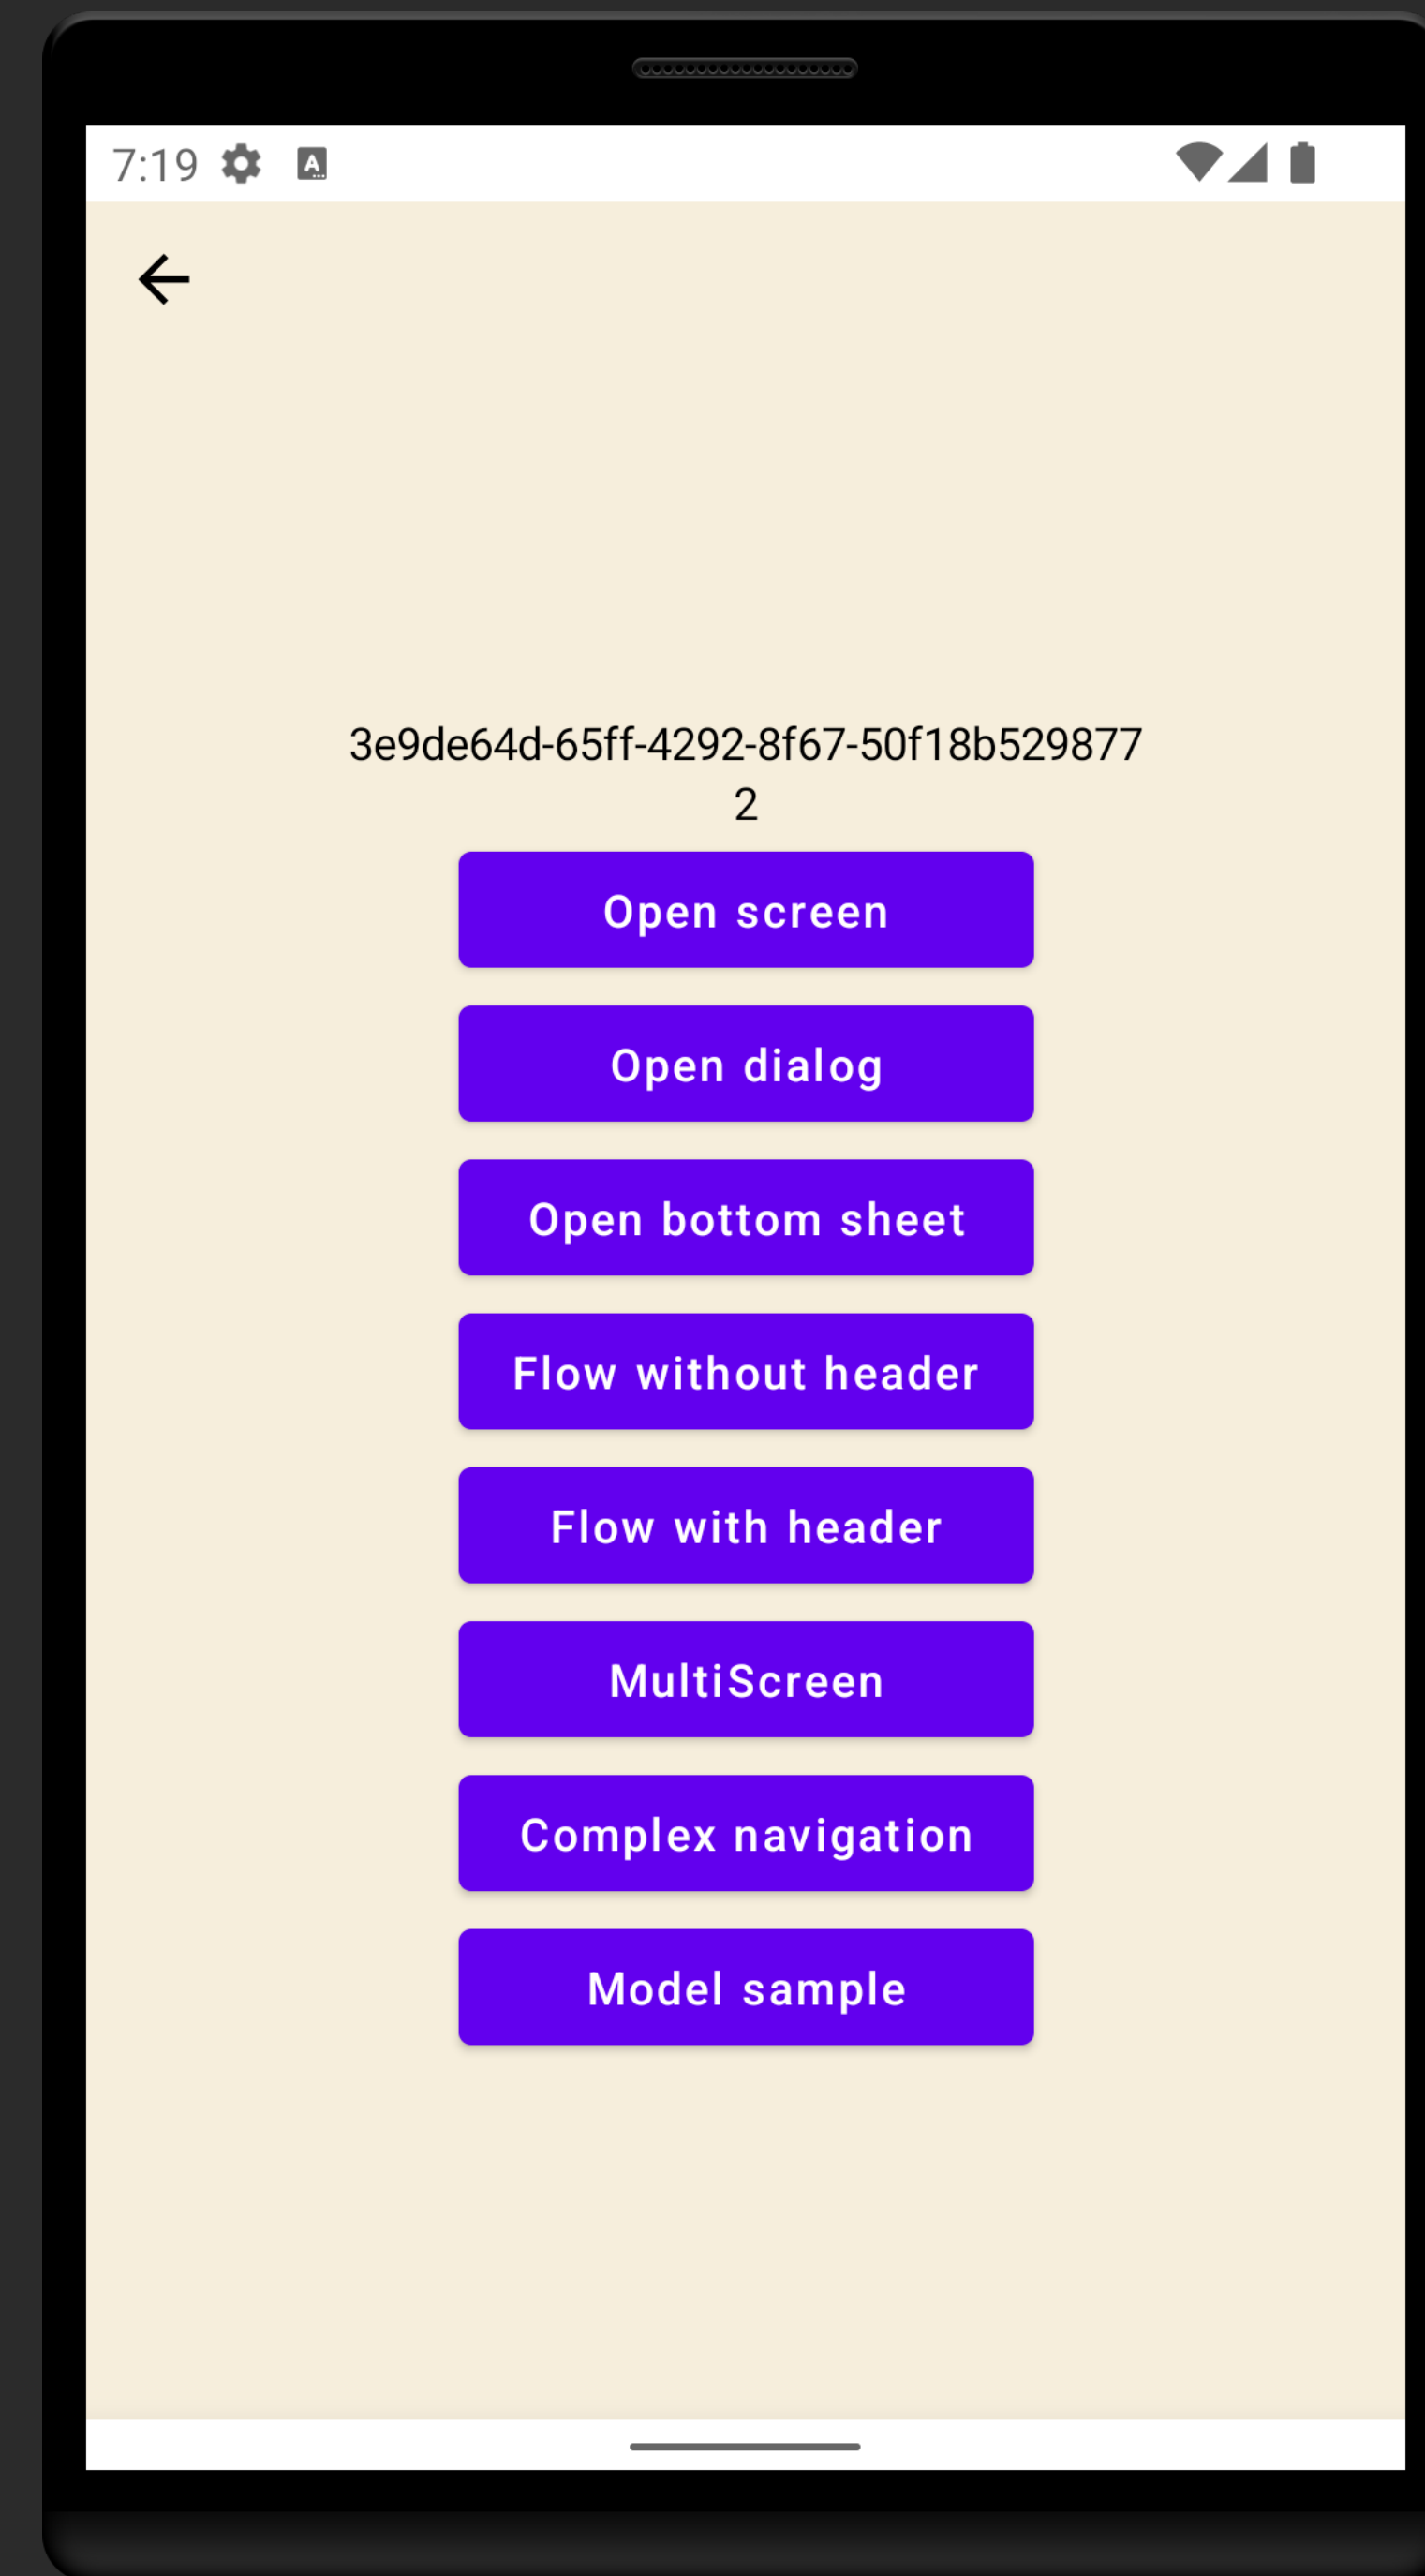 7:19
3e9de64d-65ff-4292-8f67-50f18b529877
2
Open screen
Open dialog
Open bottom sheet
Flow without header
Flow with header
MultiScreen
Complex navigation
Model sample